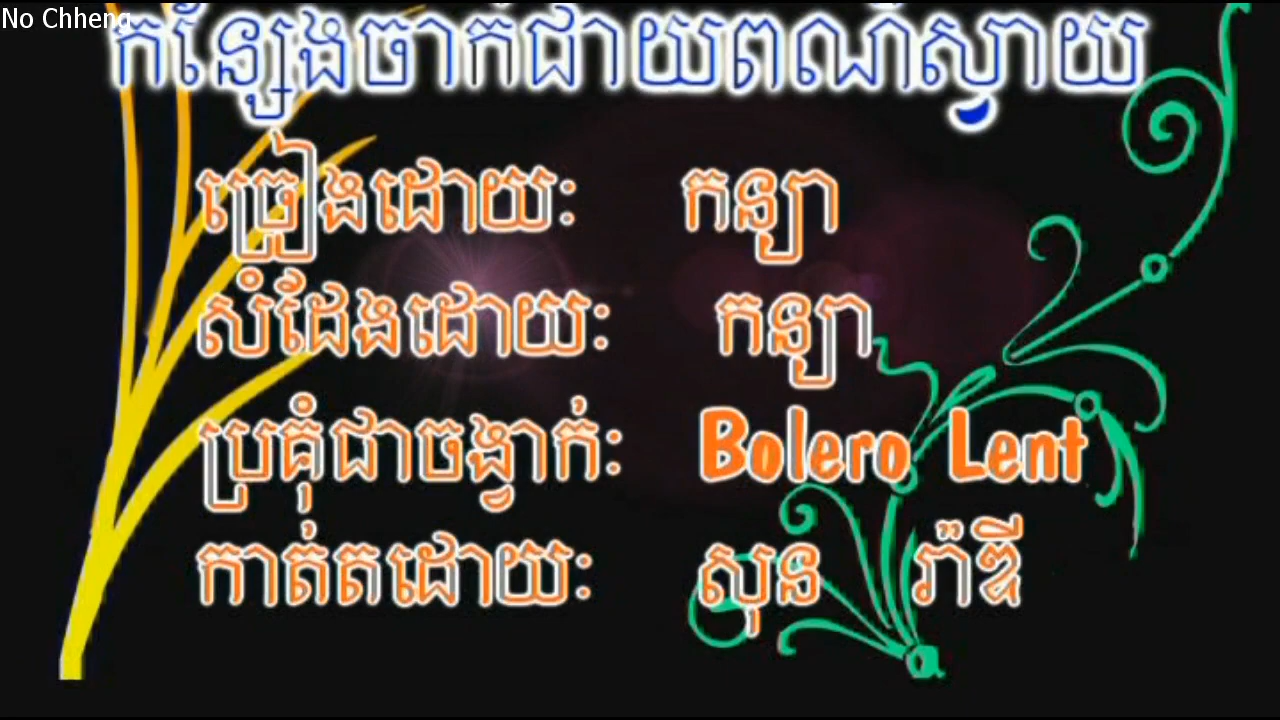 No Chheng
កន្សែងចាក់ជាយពណ៌ស្វាយ
ច្រៀងដោយៈ កន្យា
សំដែងដោយៈ កន្យា
ប្រគុំជាចង្វាក់ៈ Bolero Lent
កាត់តដោយៈ សុន រ៉ាឌី